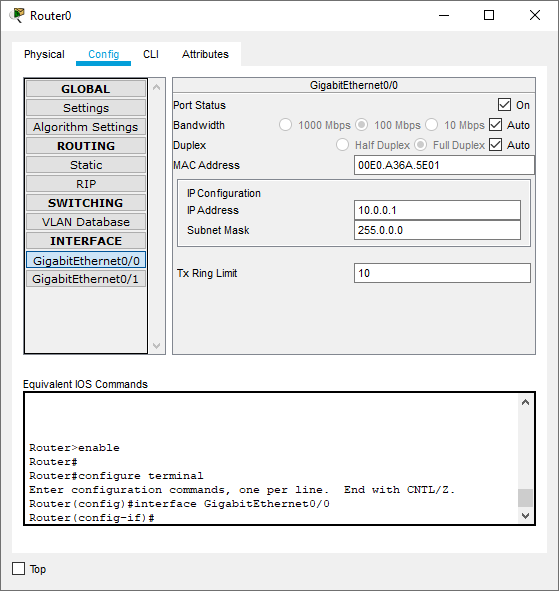 Router0
Physical Config CLI Attributes
GLOBAL
Settings
Algorithm Settings
ROUTING
Static
RIP
SWITCHING
VLAN Database
INTERFACE
GigabitEthernet0/0
GigabitEthernet0/1
GigabitEthernet0/0
Port Status On
Bandwidth 1000 Mbps 100 Mbps 10 Mbps Auto
Duplex Half Duplex Full Duplex Auto
MAC Address 00E0.A36A.5E01
IP Configuration
IP Address 10.0.0.1
Subnet Mask 255.0.0.0
Tx Ring Limit 10
Equivalent IOS Commands
Router>enable
Router#
Router#configure terminal
Enter configuration commands, one per line. End with CNTL/Z.
Router(config)#interface GigabitEthernet0/0
Router(config-if)#
Top